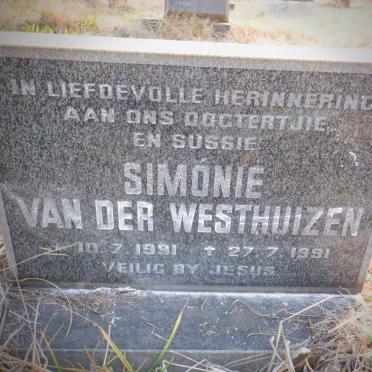 IN LIEFDEVOLLE HERINNERING
AAN ONS DOGTERTJIE
EN SUSSIE
SIMÓNIE
VAN DER WESTHUIZEN
* 10.7.1991 † 27.7.1991
VEILIG BY JESUS